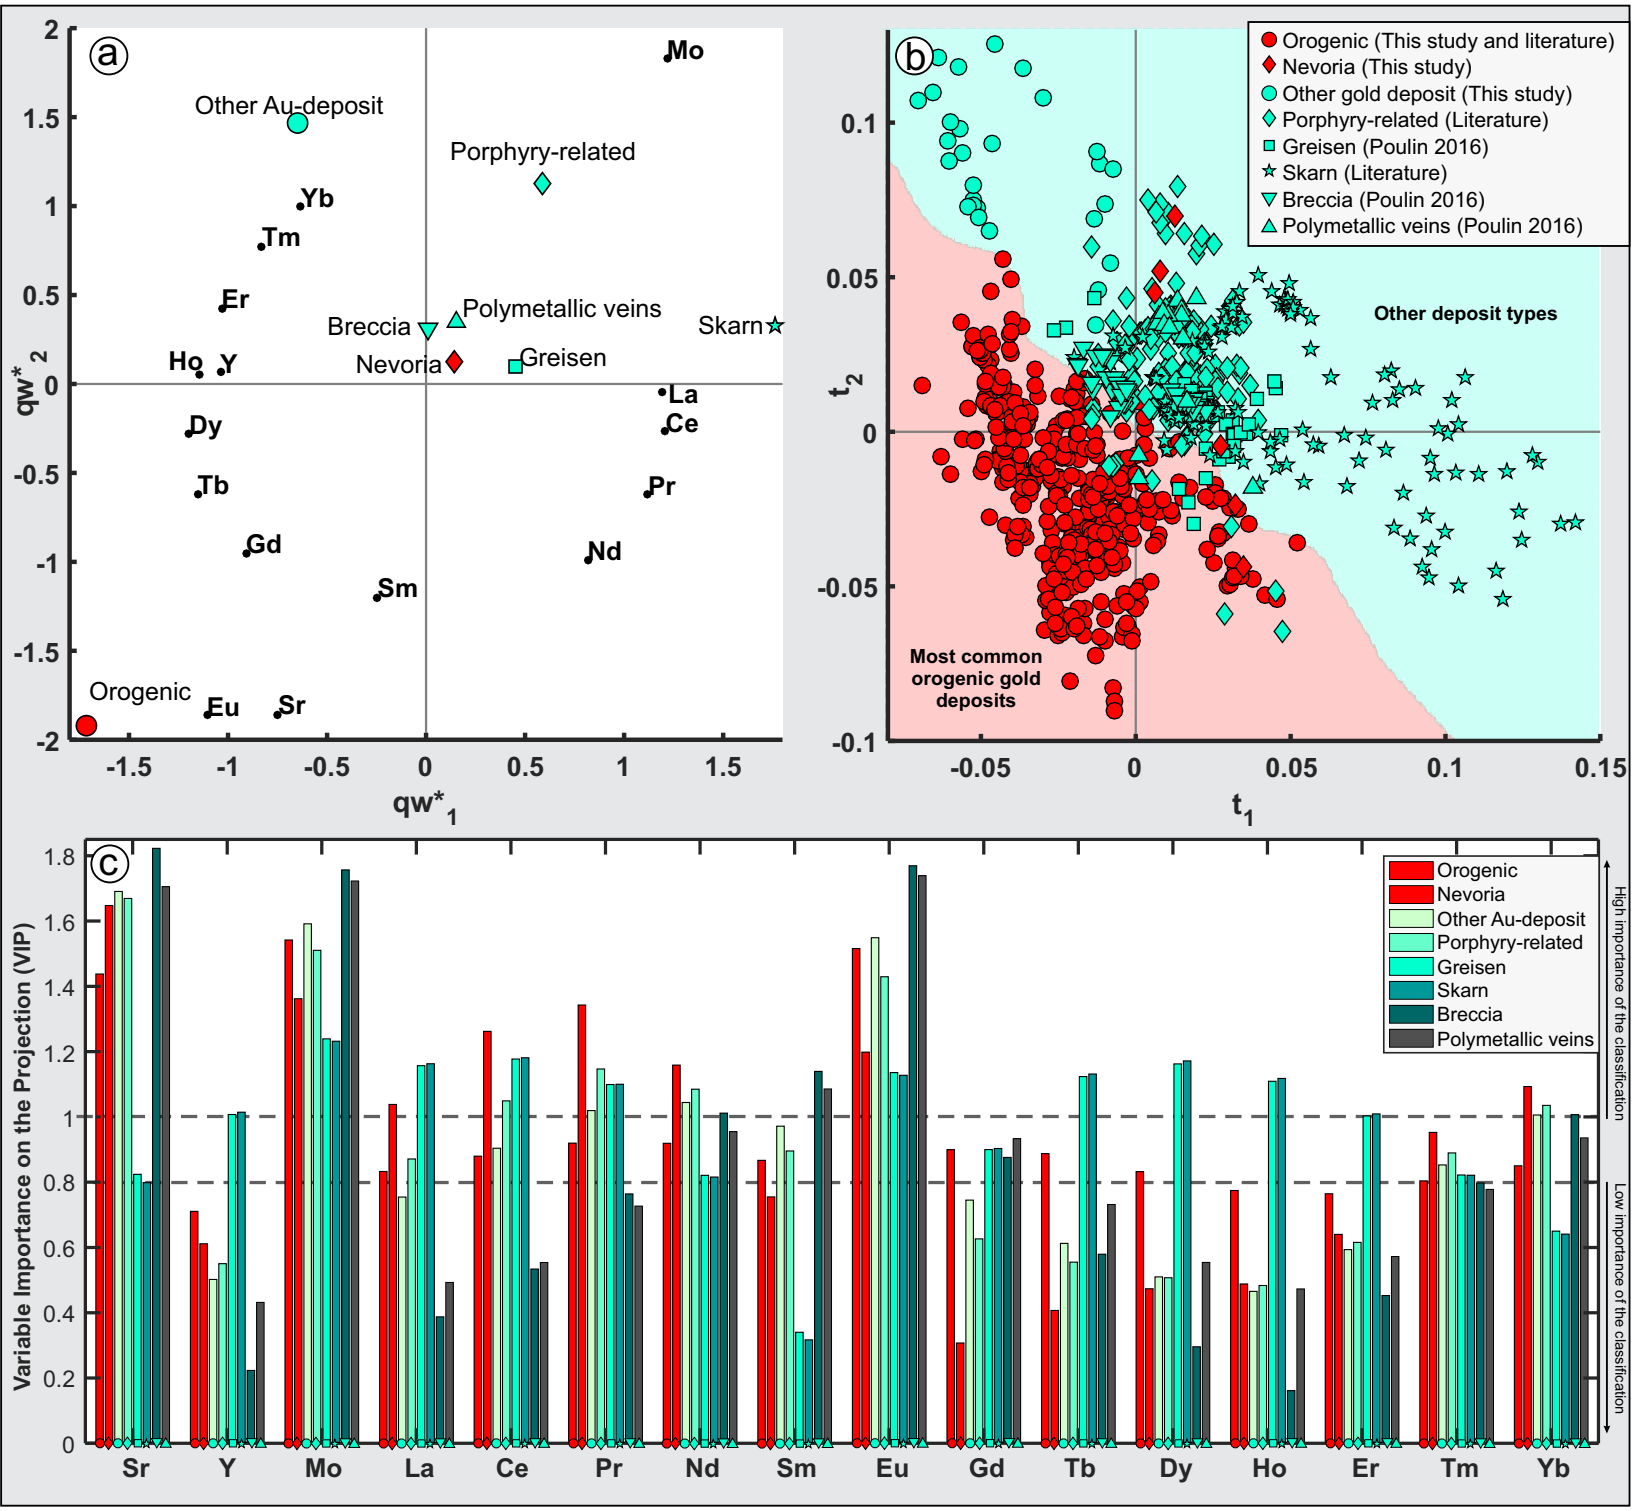 a
2
1.5
1
0.5
0
-0.5
-1
-1.5
-2
qw*2
-1.5
-1
-0.5
0
0.5
1
1.5
qw*1
Mo
Other Au-deposit
Porphyry-related
Yb
Tm
Er
Polymetallic veins
Breccia
Skarn
Nevoria
Greisen
Ho
Y
La
Ce
Dy
Tb
Pr
Gd
Nd
Sm
Orogenic
Eu
Sr
b
Orogenic (This study and literature)
Nevoria (This study)
Other gold deposit (This study)
Porphyry-related (Literature)
Greisen (Poulin 2016)
Skarn (Literature)
Breccia (Poulin 2016)
Polymetallic veins (Poulin 2016)
Other deposit types
Most common
orogenic gold
deposits
0.1
0.05
0
-0.05
-0.1
t2
-0.05
0
0.05
0.1
0.15
t1
c
Variable Importance on the Projection (VIP)
1.8
1.6
1.4
1.2
1
0.8
0.6
0.4
0.2
0
Orogenic
Nevoria
Other Au-deposit
Porphyry-related
Greisen
Skarn
Breccia
Polymetallic veins
High importance of the classification
Low importance of the classification
Sr
Y
Mo
La
Ce
Pr
Nd
Sm
Eu
Gd
Tb
Dy
Ho
Er
Tm
Yb